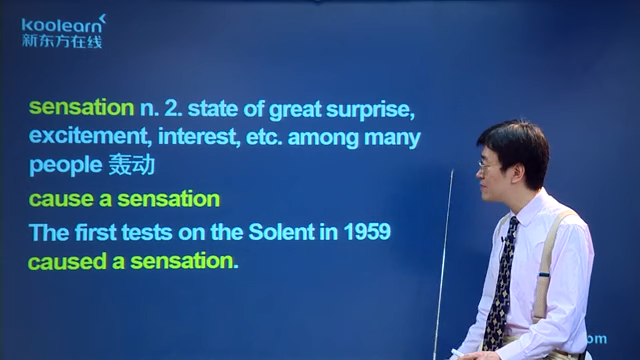 koolearn
新东方在线
sensation n. 2. state of great surprise,
excitement, interest, etc. among many
people 轰动
cause a sensation
The first tests on the Solent in 1959
caused a sensation.
om